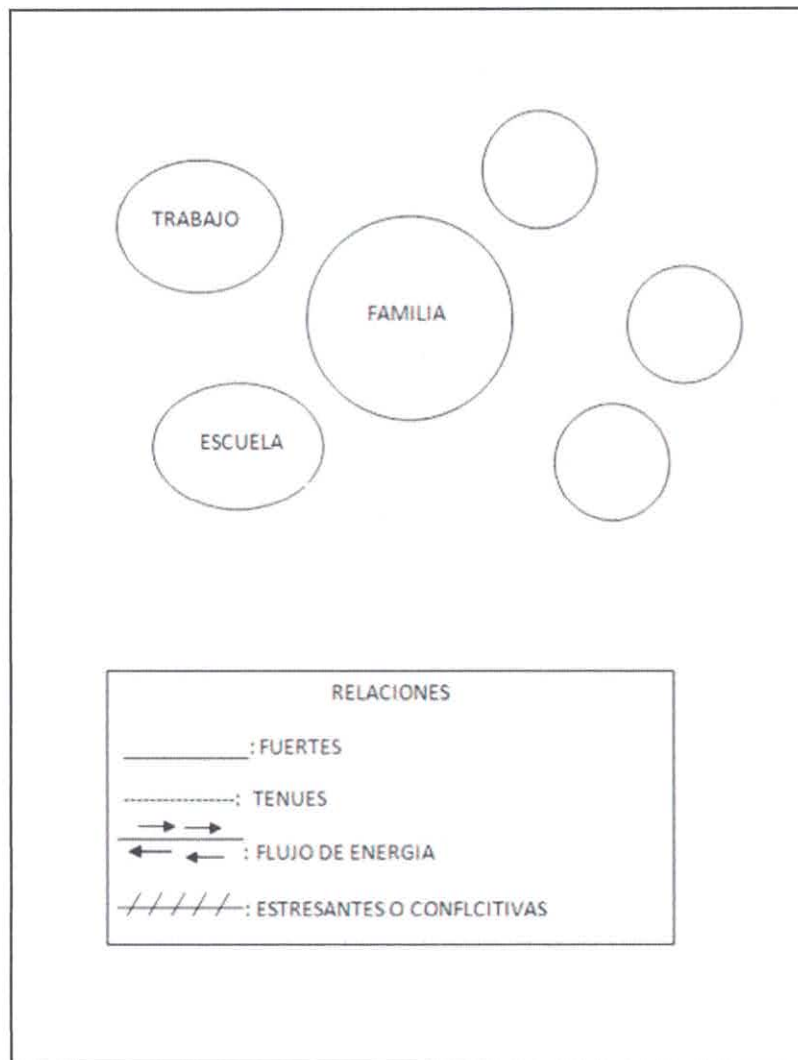 TRABAJO
FAMILIA
ESCUELA
RELACIONES
: FUERTES
: TENUES
: FLUJO DE ENERGIA
: ESTRESANTES O CONFLCITIVAS